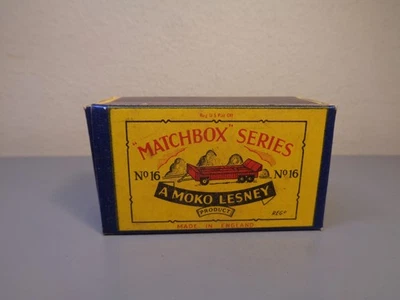 "MATCHBOX" SERIES
No 16 No 16
A MOKO LESNEY
PRODUCT
REGD
MADE IN ENGLAND